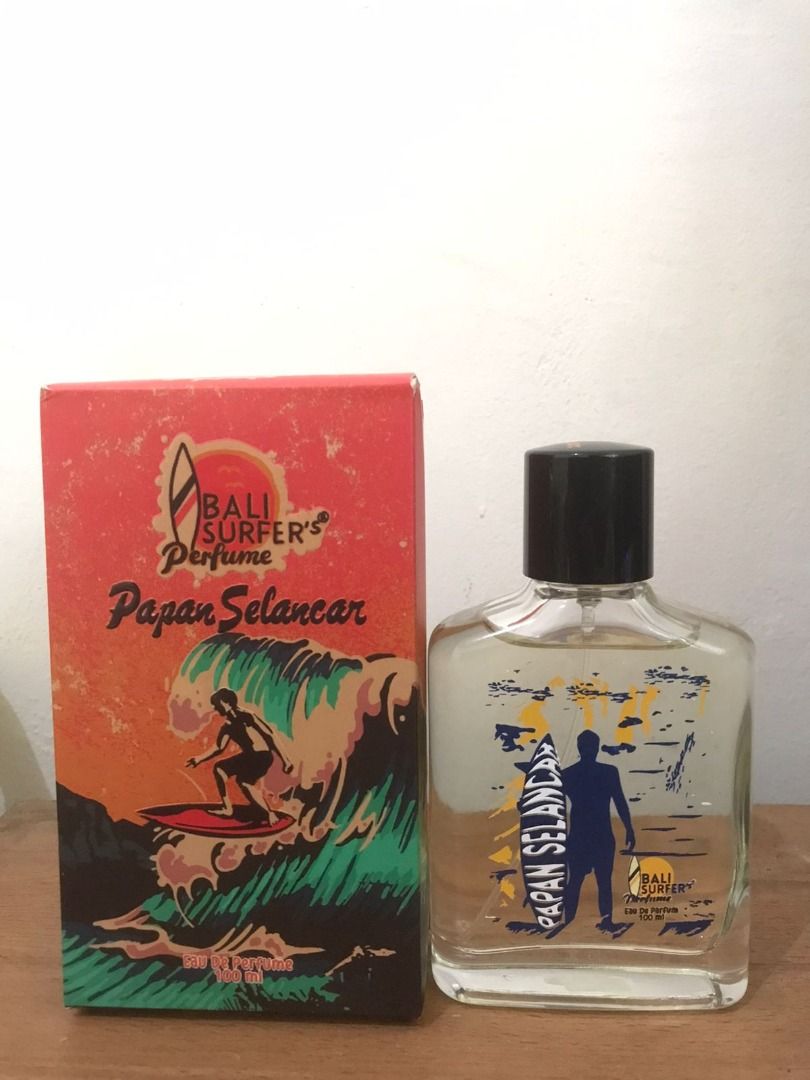 BALI
SURFER's®
Perfume
Papan Selancar
Eau De Perfume
100 ml
PAPAN SELANCAR
BALI
SURFER's
Perfume
Eau De Parfum
100 ml